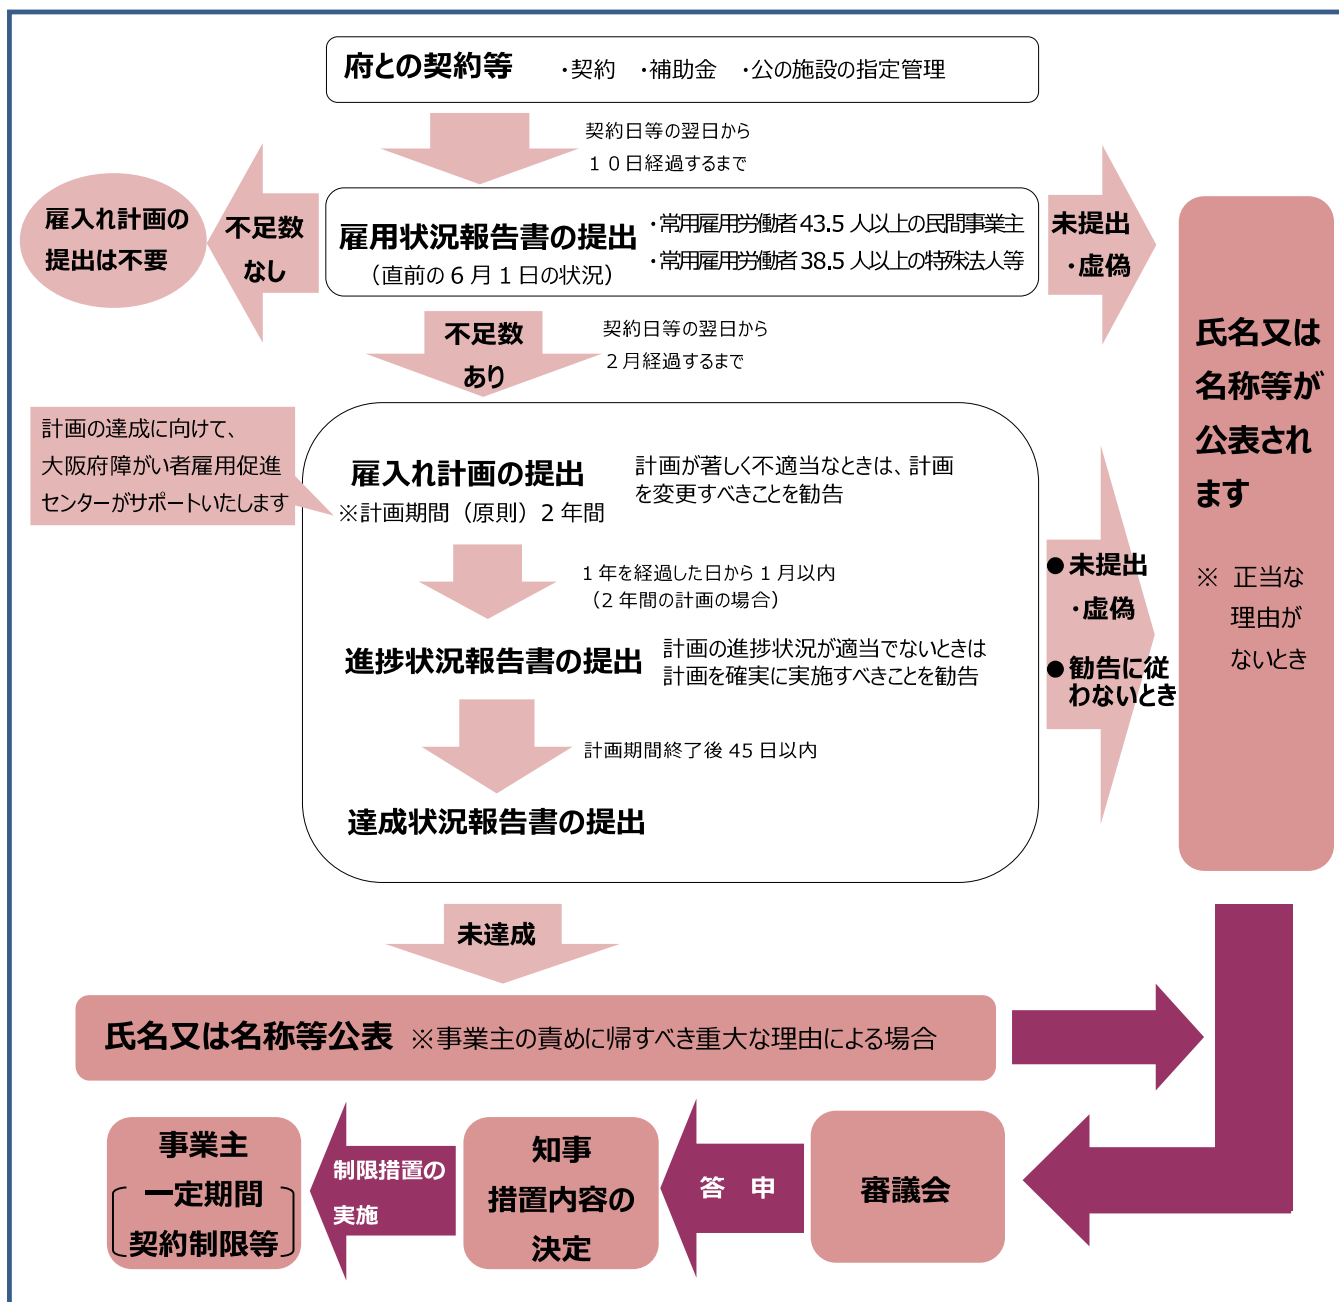 府との契約等 ・契約 ・補助金 ・公の施設の指定管理
契約日等の翌日から
１０日経過するまで
雇入れ計画の
提出は不要
不足数
なし
雇用状況報告書の提出
（直前の６月１日の状況）
・常用雇用労働者43.5人以上の民間事業主
・常用雇用労働者38.5人以上の特殊法人等
未提出
・虚偽
氏名又は
名称等が
公表され
ます
※ 正当な
理由が
ないとき
不足数
あり
契約日等の翌日から
２月経過するまで
計画の達成に向けて、
大阪府障がい者雇用促進
センターがサポートいたします
雇入れ計画の提出
※計画期間（原則）２年間
計画が著しく不適当なときは、計画
を変更すべきことを勧告
1年を経過した日から1月以内
（２年間の計画の場合）
進捗状況報告書の提出
計画の進捗状況が適当でないときは
計画を確実に実施すべきことを勧告
計画期間終了後45日以内
達成状況報告書の提出
●未提出
・虚偽
●勧告に従
わないとき
未達成
氏名又は名称等公表 ※事業主の責めに帰すべき重大な理由による場合
審議会
答 申
知事
措置内容の
決定
制限措置の
実施
事業主
一定期間
契約制限等